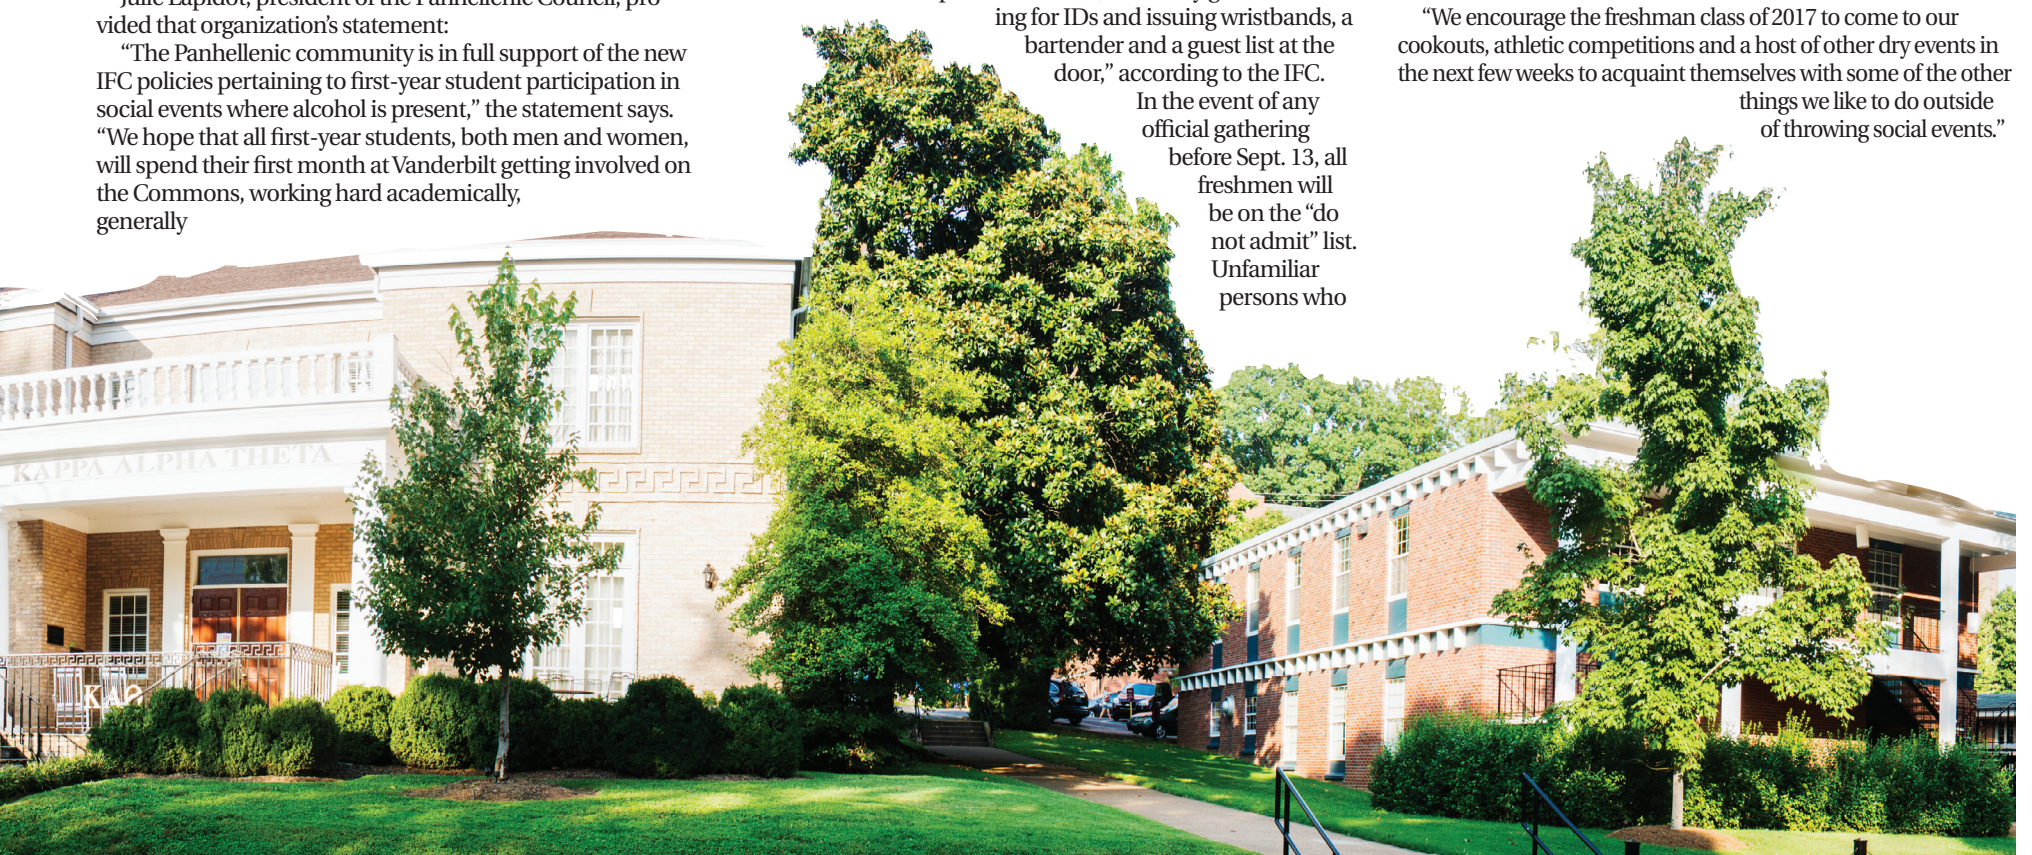 vided that organization’s statement:
“The Panhellenic community is in full support of the new
IFC policies pertaining to first-year student participation in
social events where alcohol is present,” the statement says.
“We hope that all first-year students, both men and women,
will spend their first month at Vanderbilt getting involved on
the Commons, working hard academically,
generally
ing for IDs and issuing wristbands, a
bartender and a guest list at the
door,” according to the IFC.
In the event of any
official gathering
before Sept. 13, all
freshmen will
be on the “do
not admit” list.
Unfamiliar
persons who
“We encourage the freshman class of 2017 to come to our
cookouts, athletic competitions and a host of other dry events in
the next few weeks to acquaint themselves with some of the other
things we like to do outside
of throwing social events.”
KAPPA ALPHA THETA
ΚΑΘ